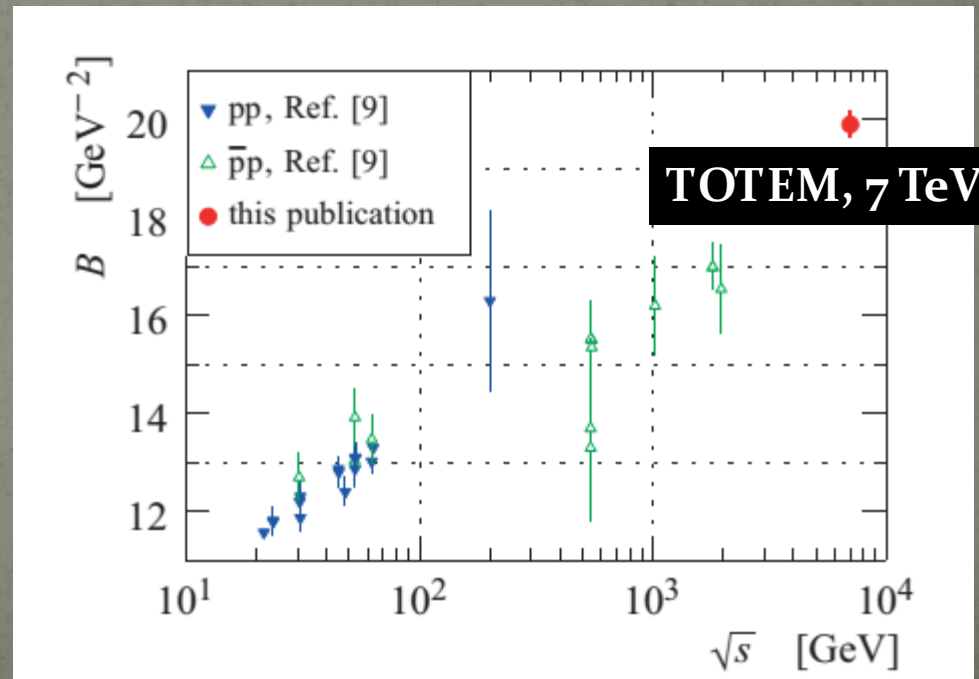 B [GeV⁻²]
20
18
16
14
12
pp, Ref. [9]
p̅p, Ref. [9]
this publication
TOTEM, 7 TeV
10¹
10²
10³
10⁴
√s [GeV]